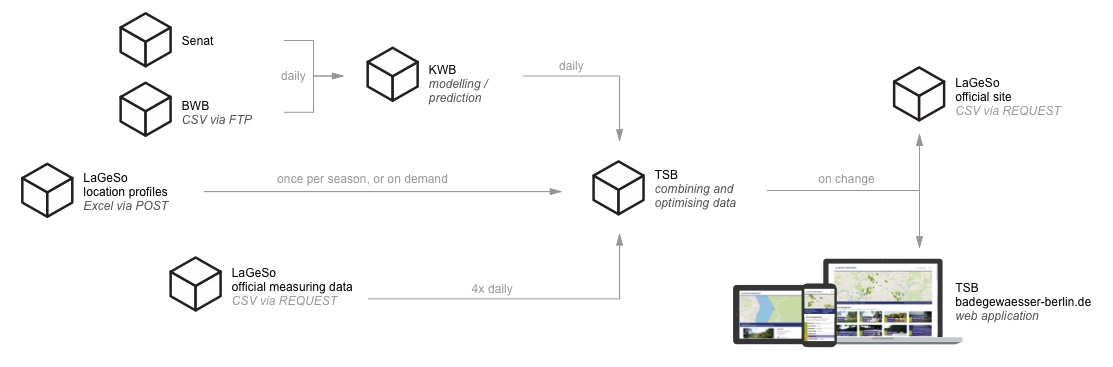 Senat
daily
BWB
CSV via FTP
KWB
modelling /
prediction
daily
LaGeSo
official site
CSV via REQUEST
LaGeSo
location profiles
Excel via POST
once per season, or on demand
TSB
combining and
optimising data
on change
LaGeSo
official measuring data
CSV via REQUEST
4x daily
TSB
badegewaesser-berlin.de
web application